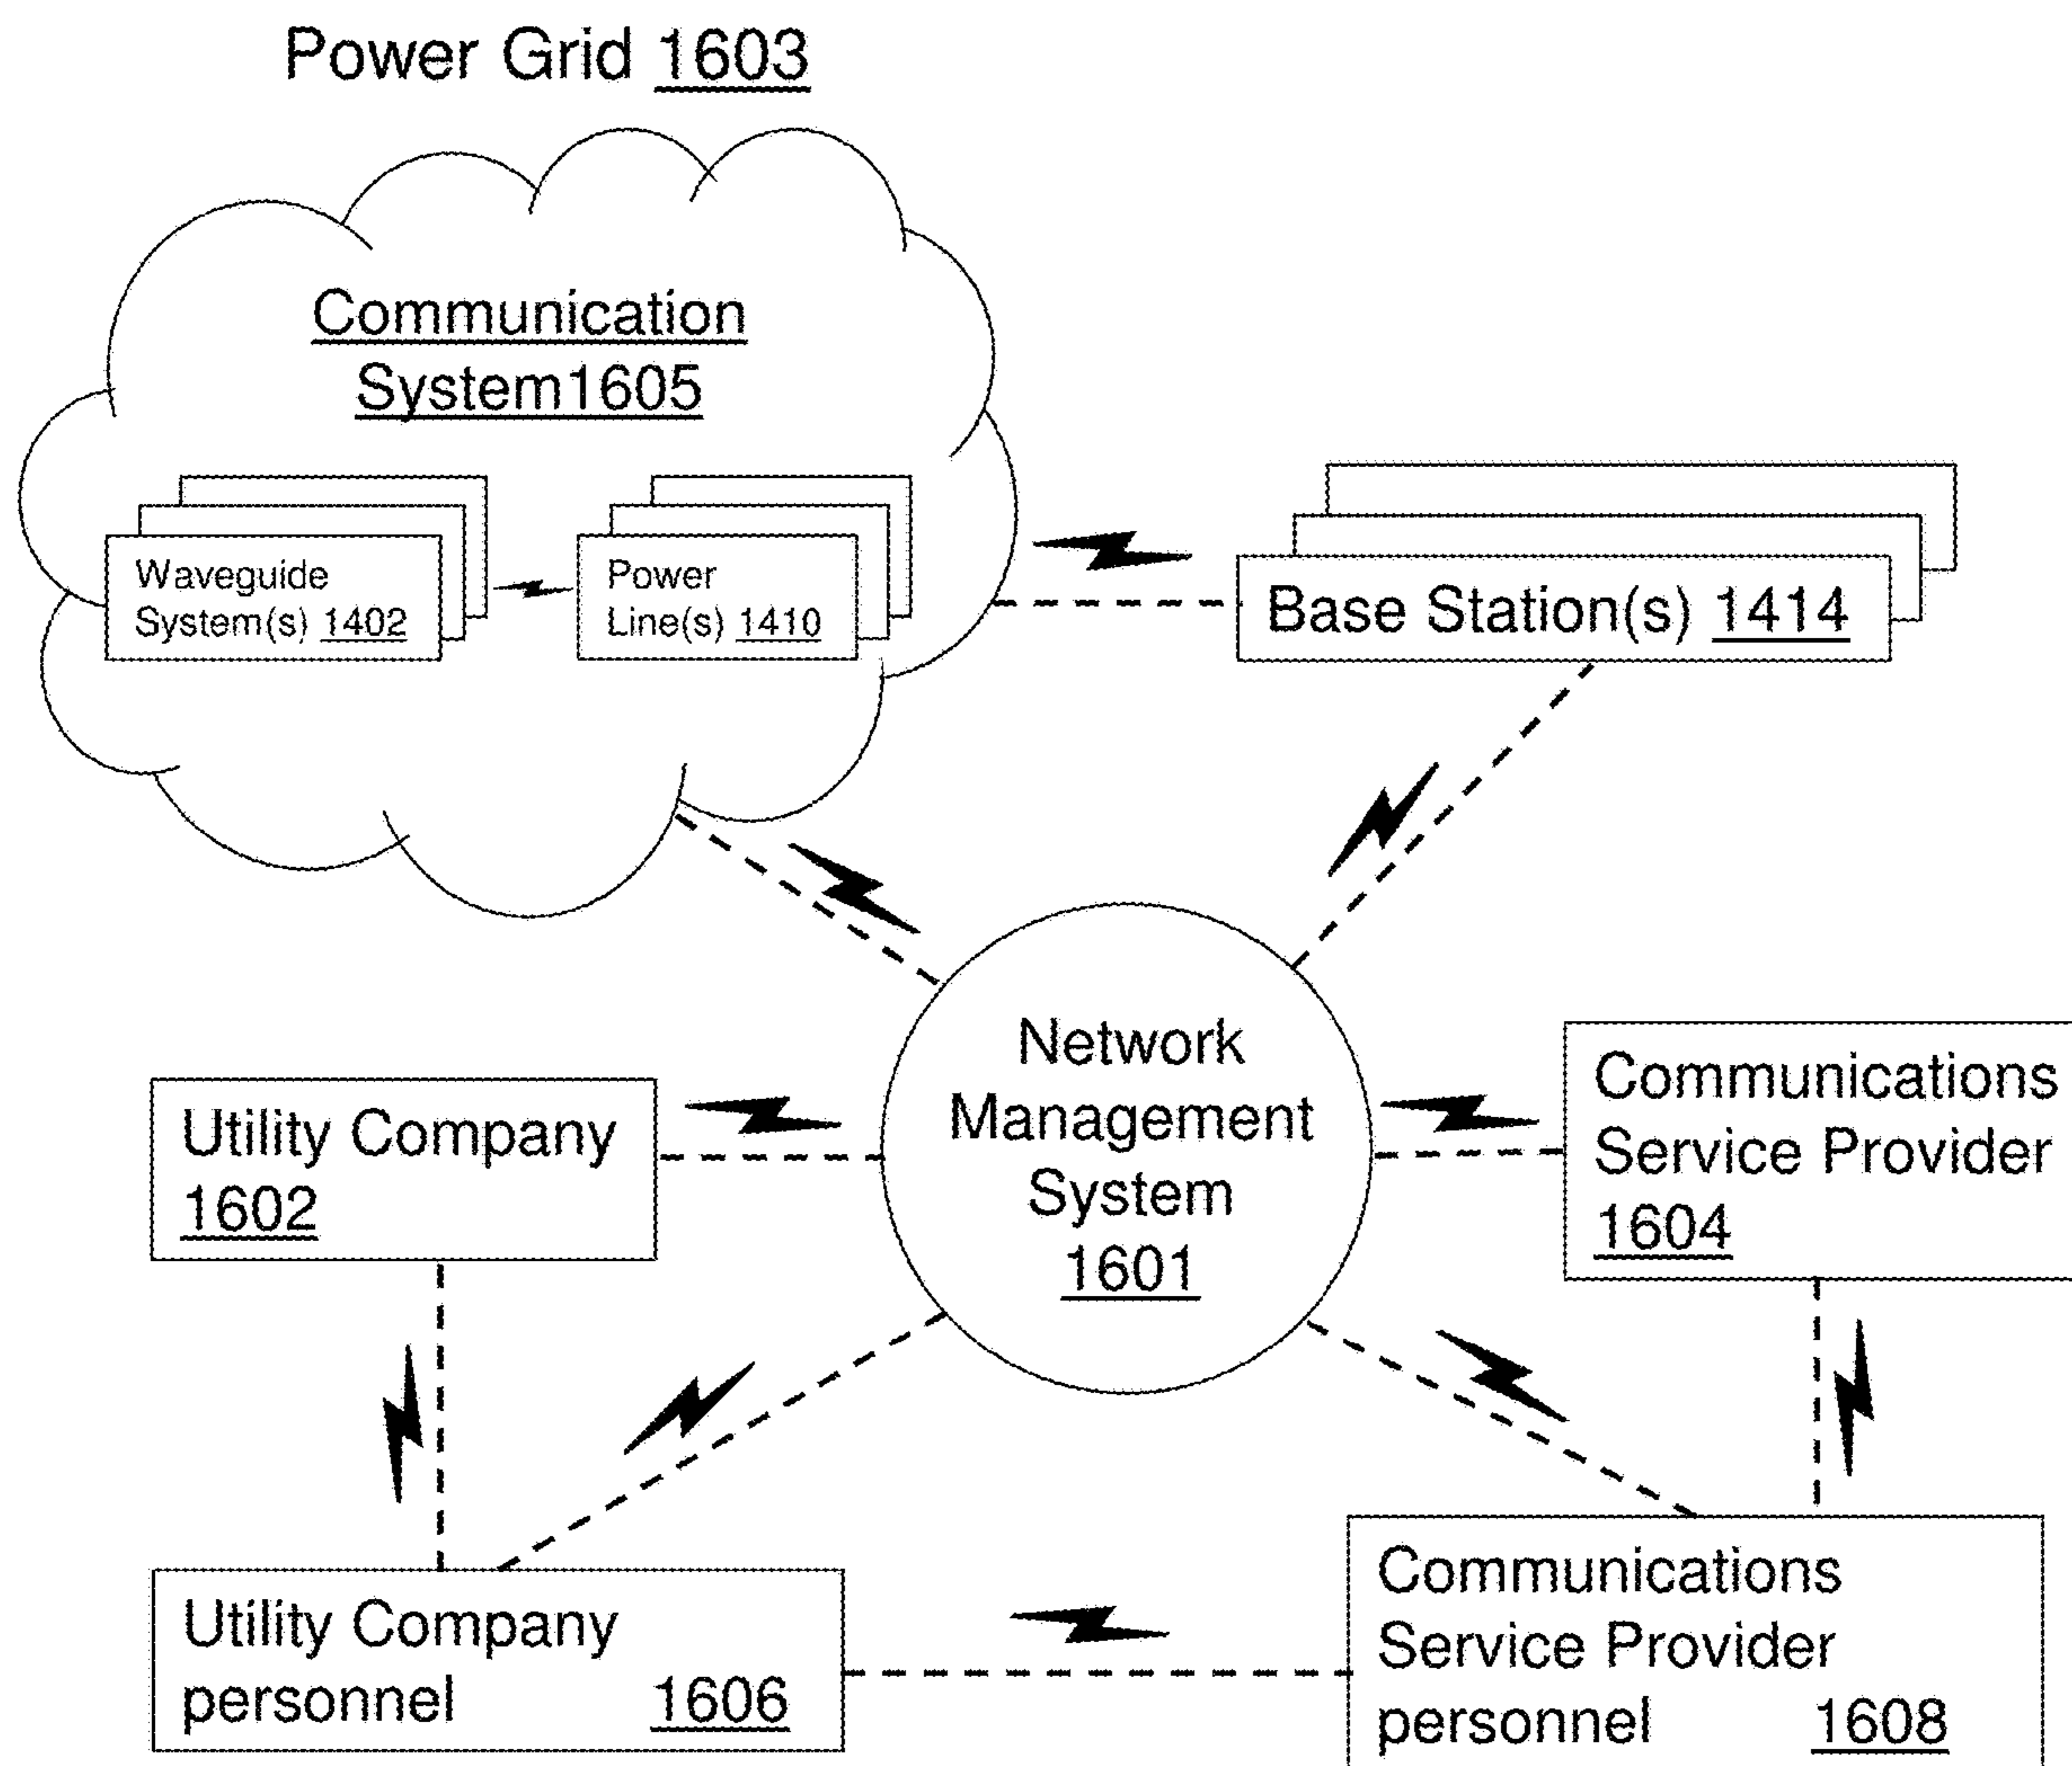 Power Grid 1603
Communication
System1605
Waveguide
System(s) 1402
Power
Line(s) 1410
Base Station(s) 1414
Network
Management
System
1601
Utility Company
1602
Communications
Service Provider
1604
Utility Company
personnel 1606
Communications
Service Provider
personnel 1608